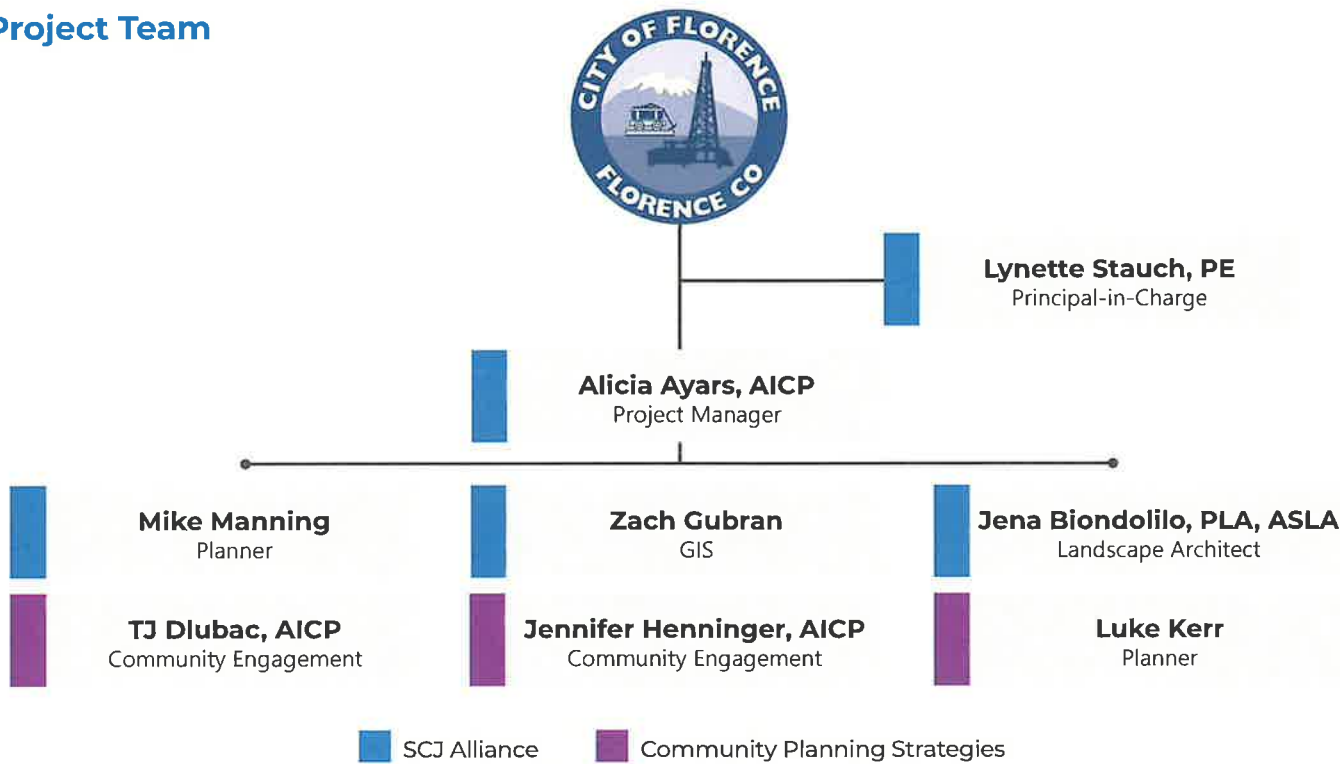 Project Team
CITY OF FLORENCE
FLORENCE CO
Lynette Stauch, PE
Principal-in-Charge
Alicia Ayars, AICP
Project Manager
Mike Manning
Planner
Zach Gubran
GIS
Jena Biondolilo, PLA, ASLA
Landscape Architect
TJ Dlubac, AICP
Community Engagement
Jennifer Henninger, AICP
Community Engagement
Luke Kerr
Planner
SCJ Alliance
Community Planning Strategies